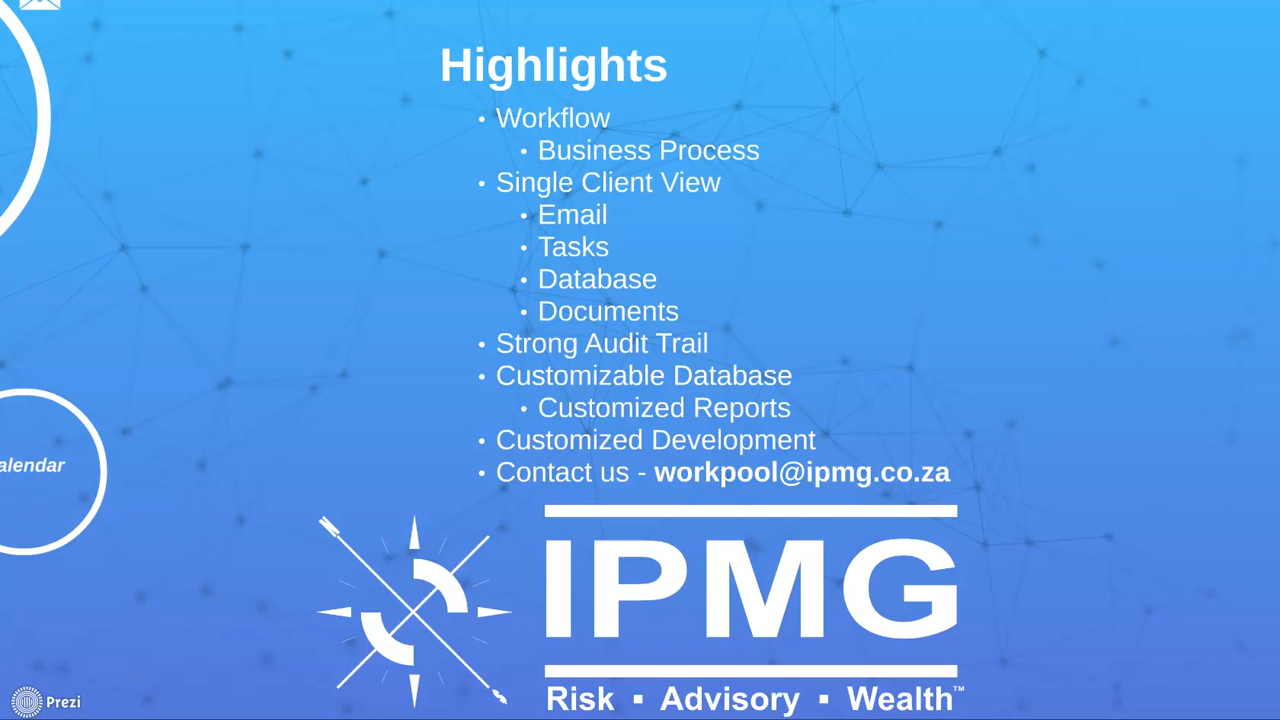 Highlights
• Workflow
• Business Process
• Single Client View
• Email
• Tasks
• Database
• Documents
• Strong Audit Trail
• Customizable Database
• Customized Reports
• Customized Development
• Contact us - workpool@ipmg.co.za
alendar
IPMG
Risk ▪ Advisory ▪ Wealth™
Prezi